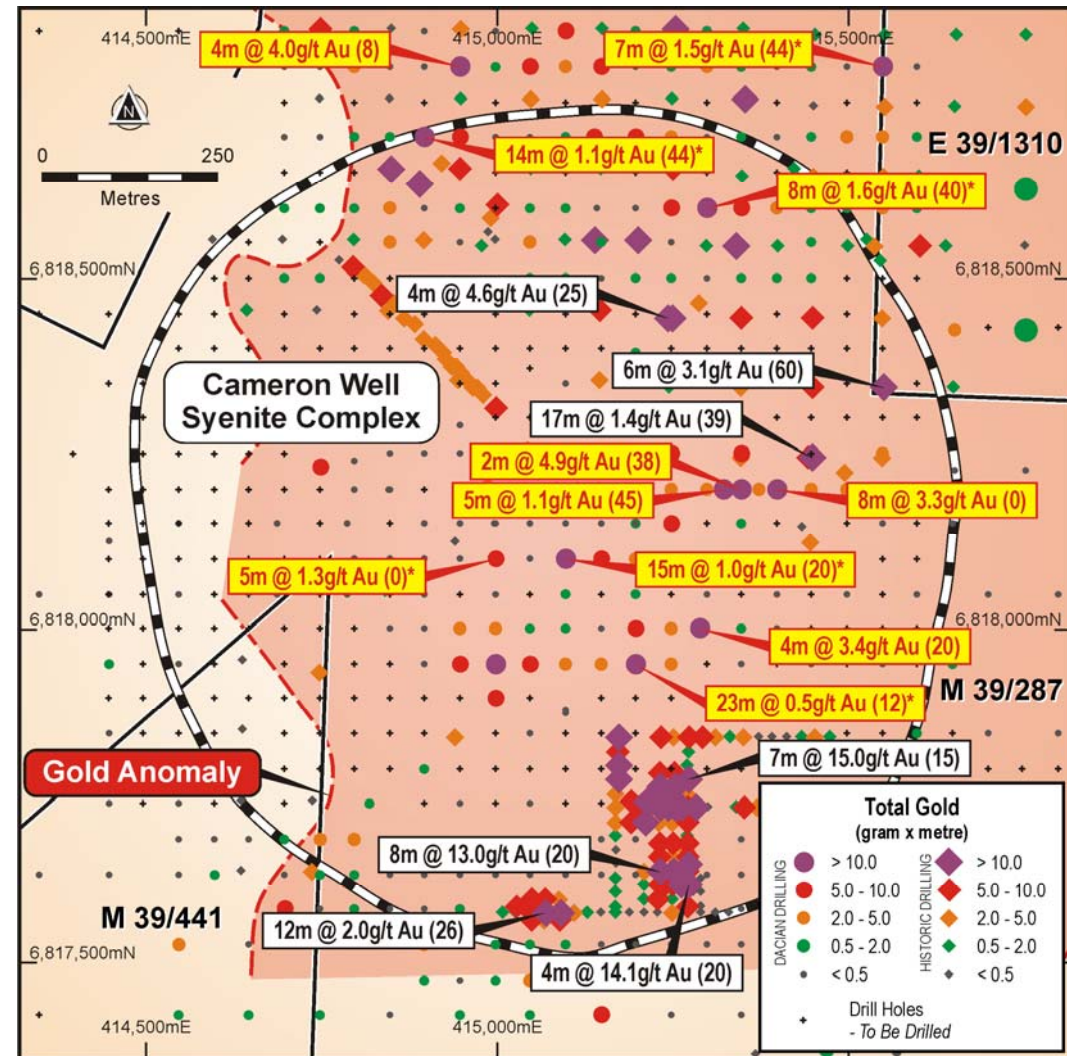 414,500mE
415,000mE
15,500mE
4m @ 4.0g/t Au (8)
7m @ 1.5g/t Au (44)*
N
0
250
Metres
14m @ 1.1g/t Au (44)*
E 39/1310
8m @ 1.6g/t Au (40)*
6,818,500mN
6,818,500mN
4m @ 4.6g/t Au (25)
Cameron Well
Syenite Complex
6m @ 3.1g/t Au (60)
17m @ 1.4g/t Au (39)
2m @ 4.9g/t Au (38)
5m @ 1.1g/t Au (45)
8m @ 3.3g/t Au (0)
5m @ 1.3g/t Au (0)*
15m @ 1.0g/t Au (20)*
6,818,000mN
6,818,000mN
4m @ 3.4g/t Au (20)
M 39/287
23m @ 0.5g/t Au (12)*
Gold Anomaly
7m @ 15.0g/t Au (15)
8m @ 13.0g/t Au (20)
M 39/441
12m @ 2.0g/t Au (26)
4m @ 14.1g/t Au (20)
6,817,500mN
414,500mE
415,000mE
Total Gold
(gram x metre)
DACIAN DRILLING
> 10.0
5.0 - 10.0
2.0 - 5.0
0.5 - 2.0
< 0.5
HISTORIC DRILLING
> 10.0
5.0 - 10.0
2.0 - 5.0
0.5 - 2.0
< 0.5
Drill Holes
- To Be Drilled